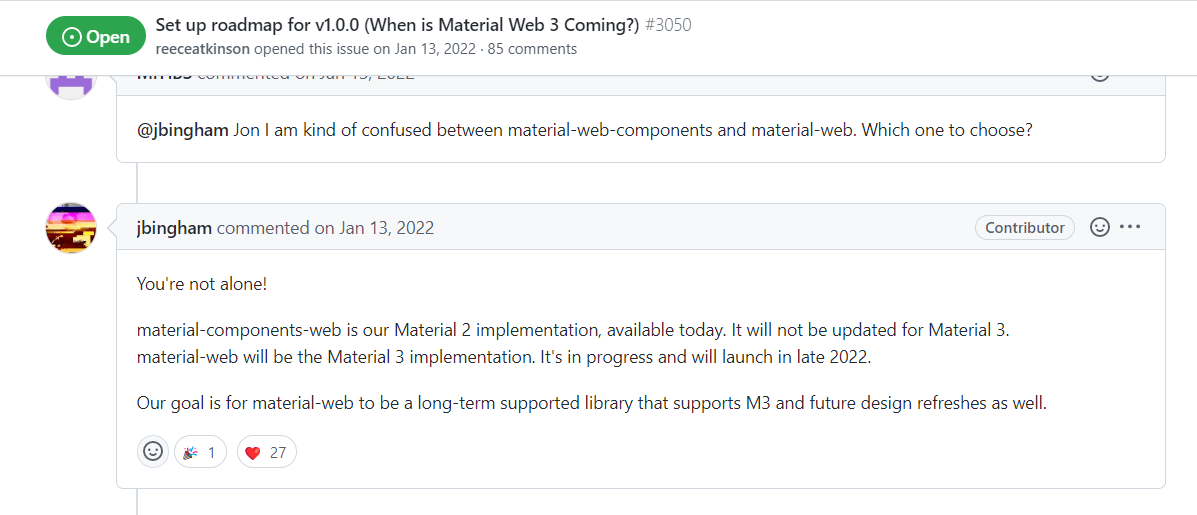 Open
Set up roadmap for v1.0.0 (When is Material Web 3 Coming?) #3050
reeceatkinson opened this issue on Jan 13, 2022 · 85 comments
commented on Jan 13, 2022
@jbingham Jon I am kind of confused between material-web-components and material-web. Which one to choose?
jbingham commented on Jan 13, 2022
Contributor
You're not alone!
material-components-web is our Material 2 implementation, available today. It will not be updated for Material 3.
material-web will be the Material 3 implementation. It's in progress and will launch in late 2022.
Our goal is for material-web to be a long-term supported library that supports M3 and future design refreshes as well.
1
27